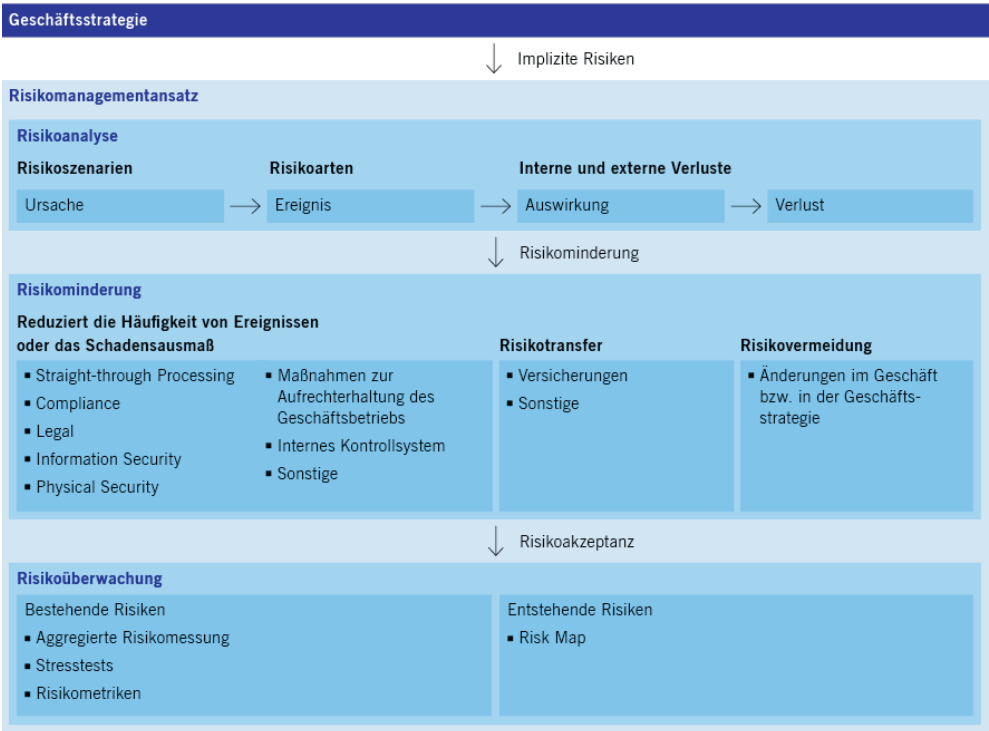 Geschäftsstrategie
Implizite Risiken
Risikomanagementansatz
Risikoanalyse
Risikoszenarien
Risikoarten
Interne und externe Verluste
Ursache
Ereignis
Auswirkung
Verlust
Risikominderung
Risikominderung
Reduziert die Häufigkeit von Ereignissen
oder das Schadensausmaß
▪ Straight-through Processing
▪ Compliance
▪ Legal
▪ Information Security
▪ Physical Security
▪ Maßnahmen zur
Aufrechterhaltung des
Geschäftsbetriebs
▪ Internes Kontrollsystem
▪ Sonstige
Risikotransfer
▪ Versicherungen
▪ Sonstige
Risikovermeidung
▪ Änderungen im Geschäft
bzw. in der Geschäfts-
strategie
Risikoakzeptanz
Risikoüberwachung
Bestehende Risiken
▪ Aggregierte Risikomessung
▪ Stresstests
▪ Risikometriken
Entstehende Risiken
▪ Risk Map